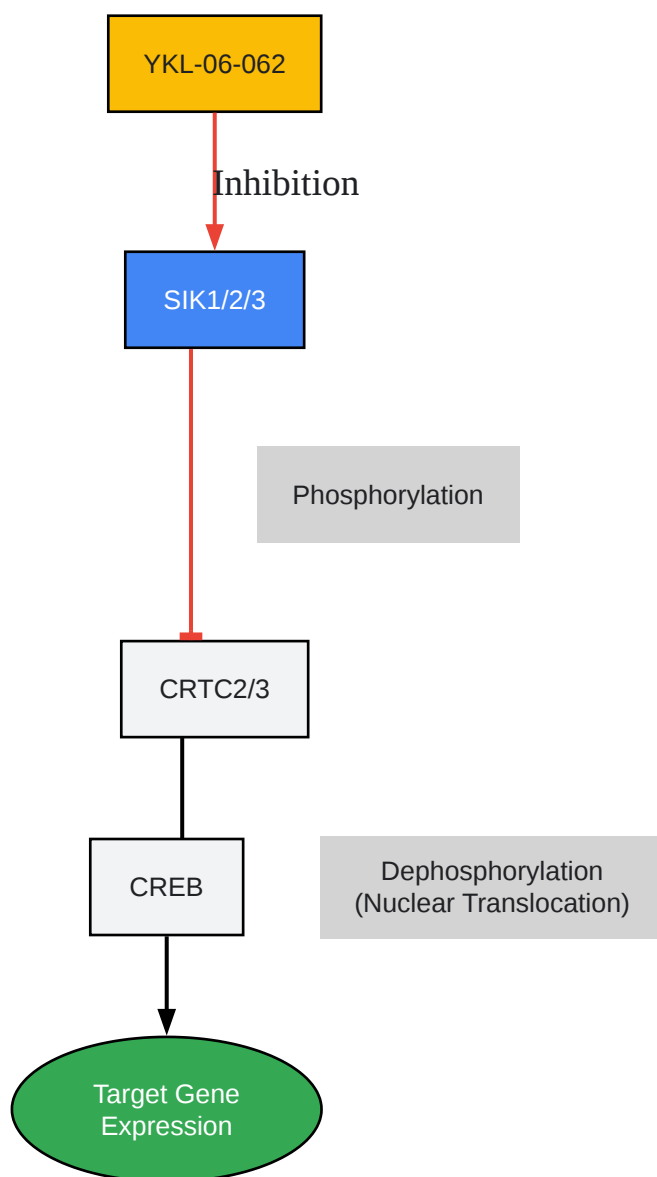 YKL-06-062
Inhibition
SIK1/2/3
Phosphorylation
CRTC2/3
CREB
Dephosphorylation
(Nuclear Translocation)
Target Gene
Expression